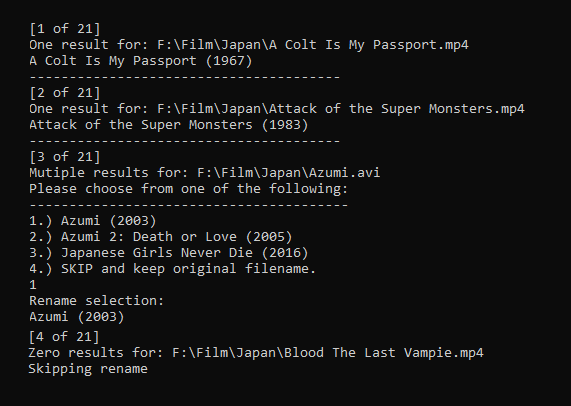 [1 of 21]
One result for: F:\Film\Japan\A Colt Is My Passport.mp4
A Colt Is My Passport (1967)
---------------------------------------
[2 of 21]
One result for: F:\Film\Japan\Attack of the Super Monsters.mp4
Attack of the Super Monsters (1983)
---------------------------------------
[3 of 21]
Mutiple results for: F:\Film\Japan\Azumi.avi
Please choose from one of the following:
----------------------------------------
1.) Azumi (2003)
2.) Azumi 2: Death or Love (2005)
3.) Japanese Girls Never Die (2016)
4.) SKIP and keep original filename.
1
Rename selection:
Azumi (2003)
[4 of 21]
Zero results for: F:\Film\Japan\Blood The Last Vampie.mp4
Skipping rename